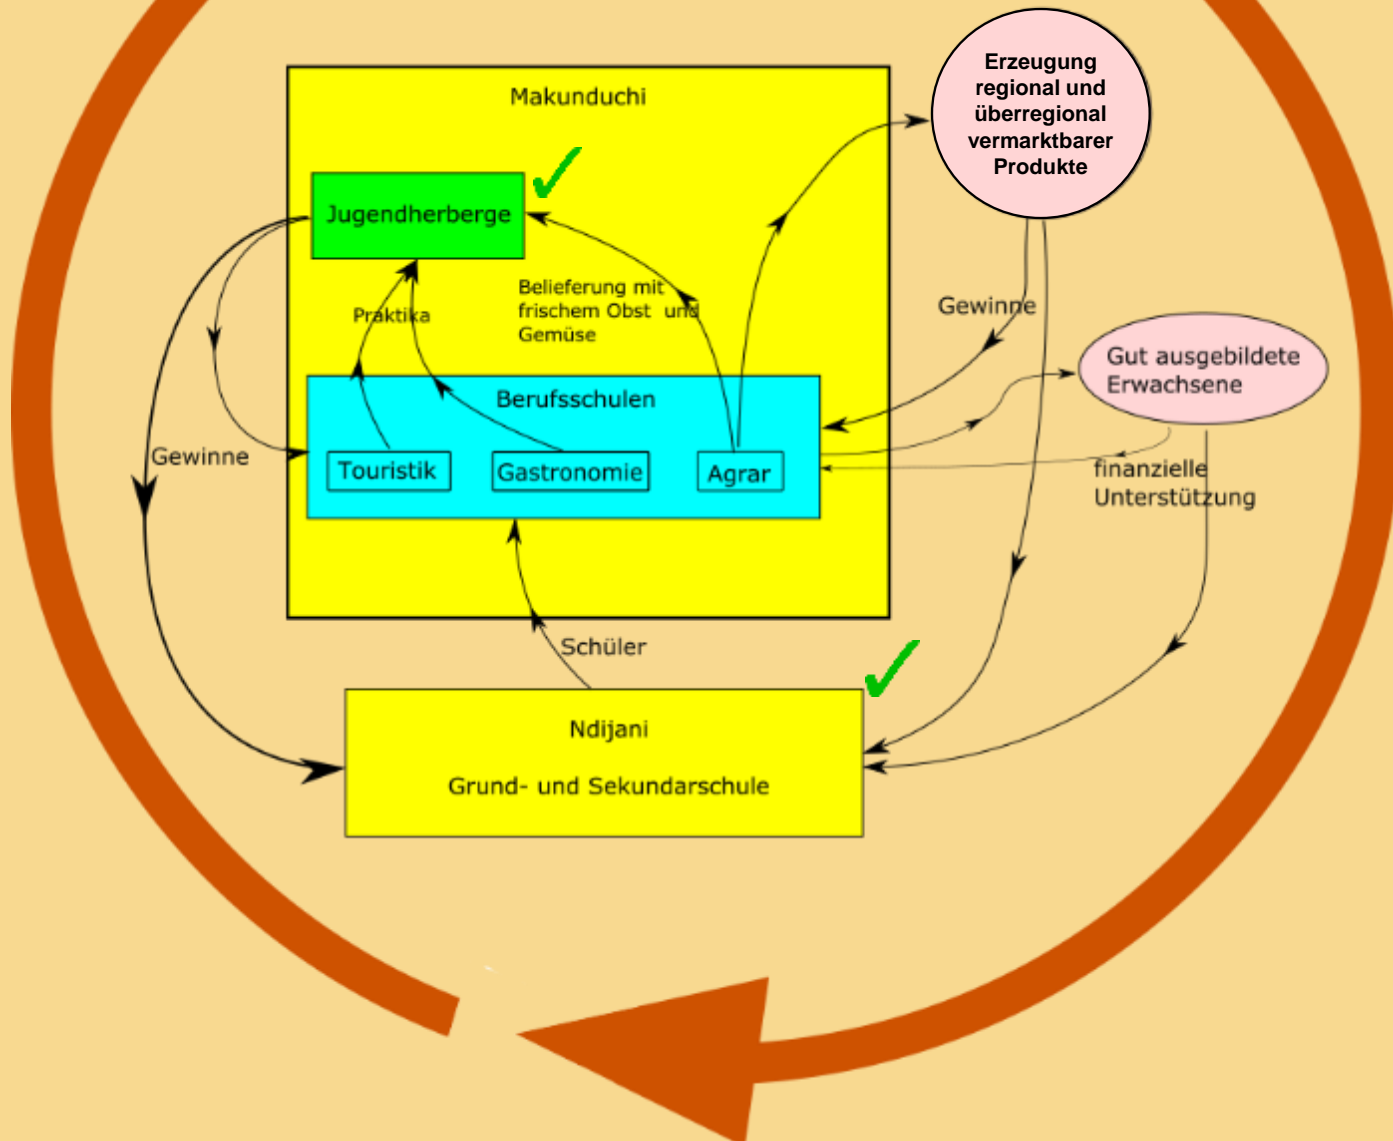 Erzeugung
regional und
überregional
vermarktbarer
Produkte
Makunduchi
Jugendherberge
Belieferung mit
frischem Obst und
Gemüse
Praktika
Gewinne
Gut ausgebildete
Erwachsene
Berufsschulen
Gewinne
Touristik
Gastronomie
Agrar
finanzielle
Unterstützung
Schüler
Ndijani
Grund- und Sekundarschule